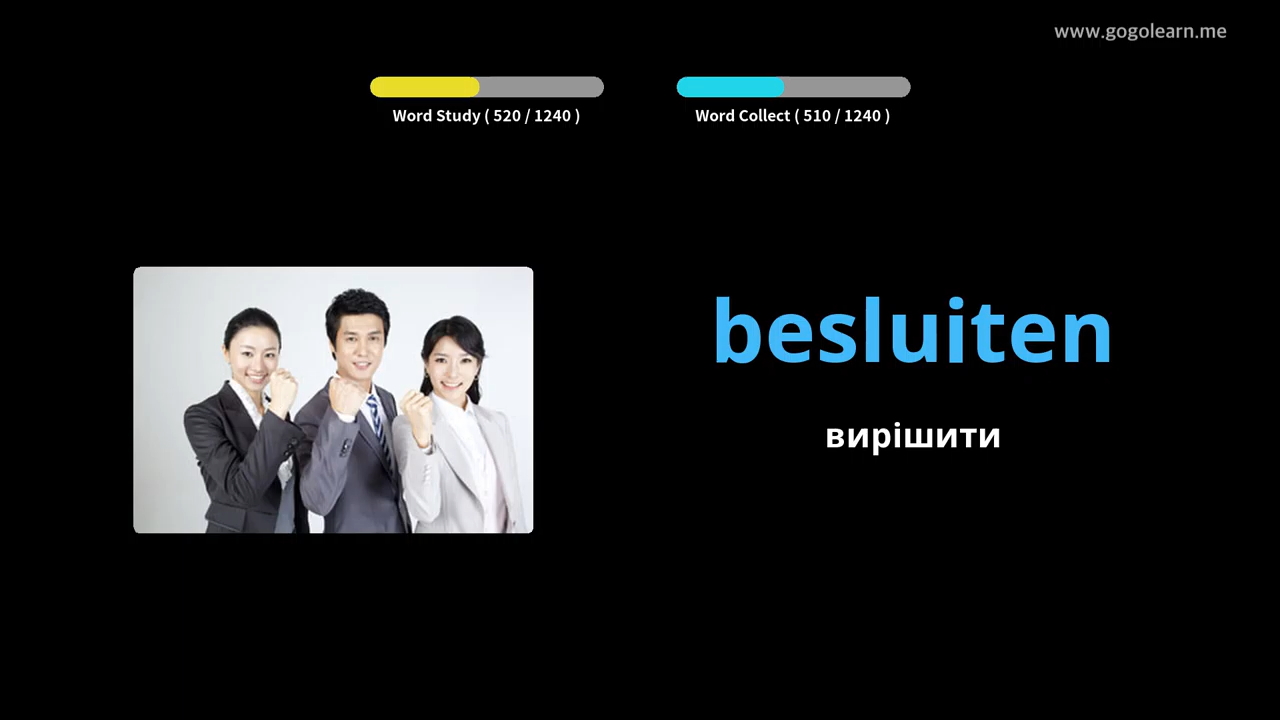 www.gogolearn.me
Word Study ( 520 / 1240 )
Word Collect ( 510 / 1240 )
besluiten
вирішити